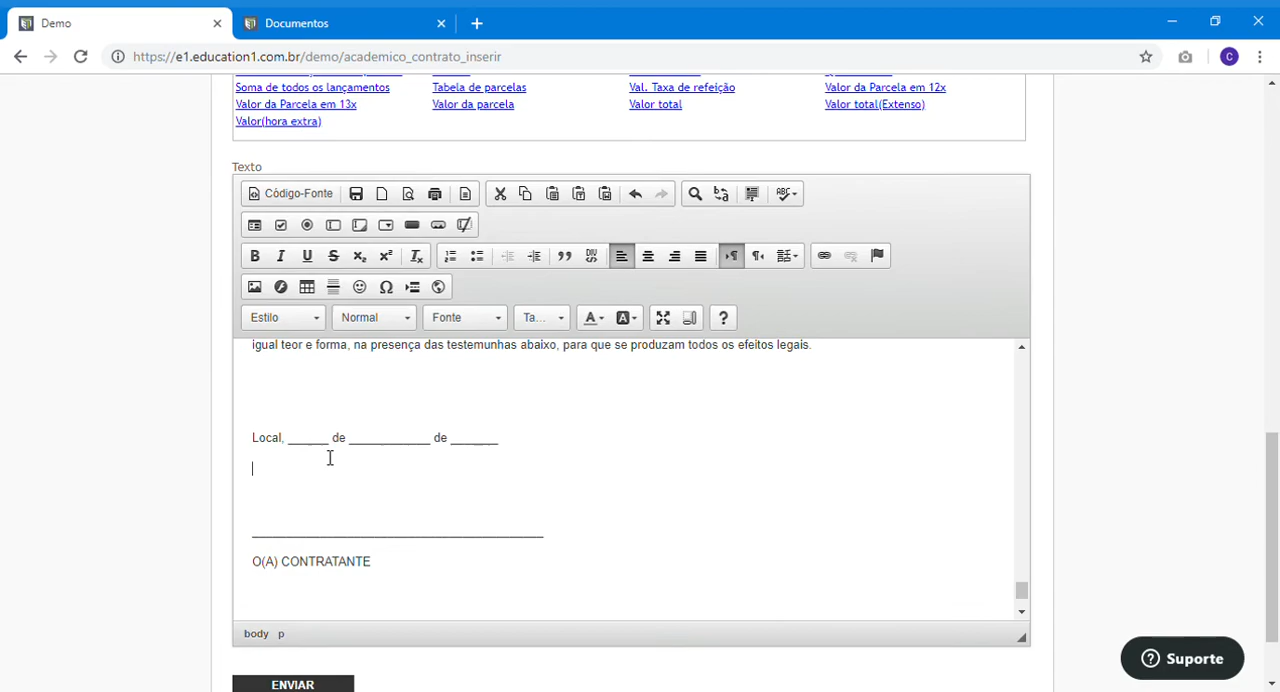 Demo
Documentos
https://e1.education1.com.br/demo/academico_contrato_inserir
C
Soma de todos os lançamentos
Tabela de parcelas
Val. Taxa de refeição
Valor da Parcela em 12x
Valor da Parcela em 13x
Valor da parcela
Valor total
Valor total(Extenso)
Valor(hora extra)
Texto
Código-Fonte
Estilo
Normal
Fonte
Ta...
igual teor e forma, na presença das testemunhas abaixo, para que se produzam todos os efeitos legais.
Local, ______ de ____________ de _______
O(A) CONTRATANTE
body p
ENVIAR
Suporte